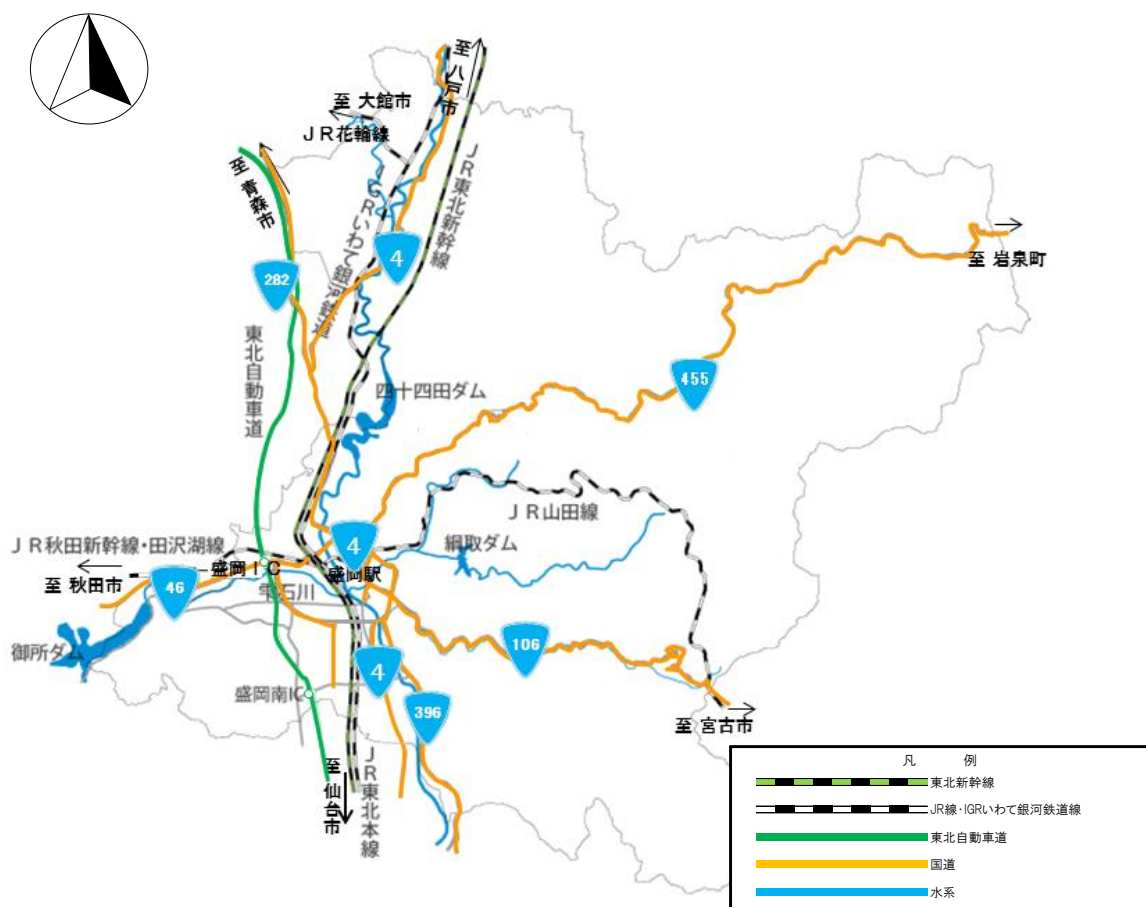 至 八戸市
至 大館市
JR花輪線
至 青森市
IGRいわて銀河鉄道
JR東北新幹線
4
282
至 岩泉町
東北自動車道
455
四十四田ダム
JR山田線
JR秋田新幹線・田沢湖線
4
綱取ダム
至 秋田市
盛岡IC
盛岡駅
46
雫石川
御所ダム
106
4
盛岡南IC
396
至 宮古市
至 仙台市
JR東北本線
凡 例
東北新幹線
JR線・IGRいわて銀河鉄道線
東北自動車道
国道
水系